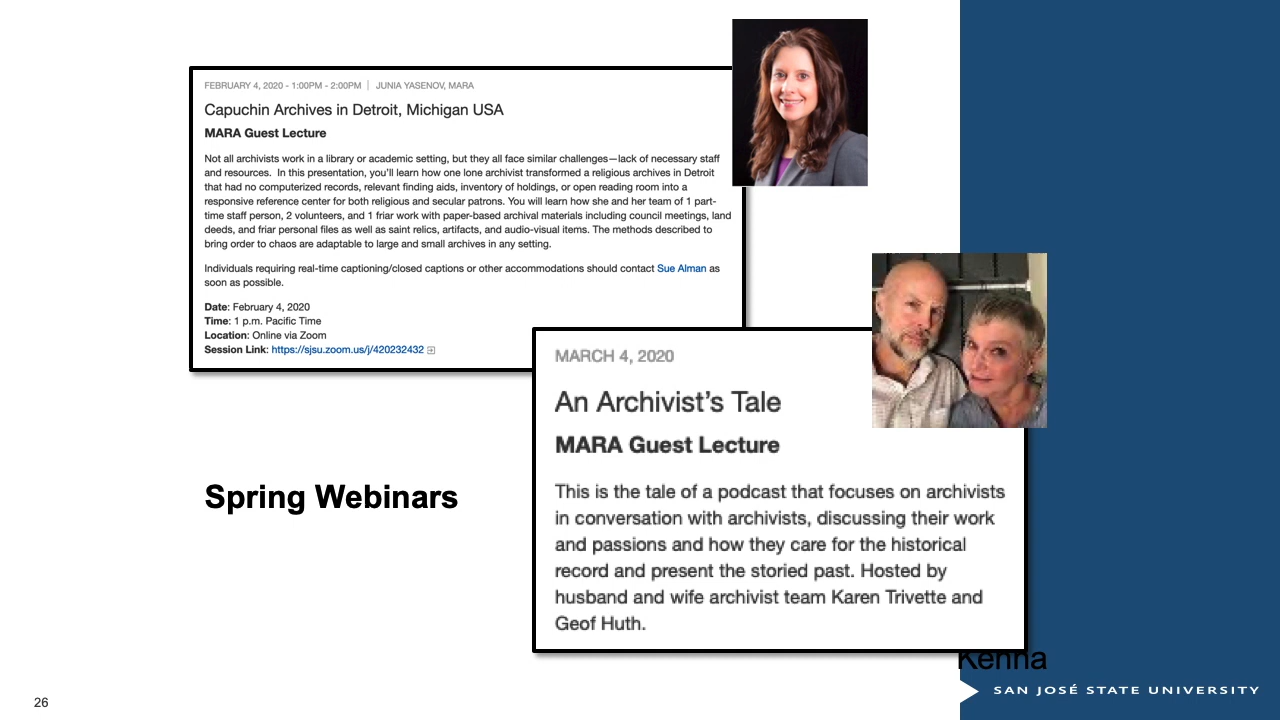 FEBRUARY 4, 2020 - 1:00PM - 2:00PM | JUNIA YASENOV, MARA
Capuchin Archives in Detroit, Michigan USA
MARA Guest Lecture
Not all archivists work in a library or academic setting, but they all face similar challenges—lack of necessary staff
and resources.  In this presentation, you'll learn how one lone archivist transformed a religious archives in Detroit
that had no computerized records, relevant finding aids, inventory of holdings, or open reading room into a
responsive reference center for both religious and secular patrons. You will learn how she and her team of 1 part-
time staff person, 2 volunteers, and 1 friar work with paper-based archival materials including council meetings, land
deeds, and friar personal files as well as saint relics, artifacts, and audio-visual items. The methods described to
bring order to chaos are adaptable to large and small archives in any setting.
Individuals requiring real-time captioning/closed captions or other accommodations should contact Sue Alman as
soon as possible.
Date: February 4, 2020
Time: 1 p.m. Pacific Time
Location: Online via Zoom
Session Link: https://sjsu.zoom.us/j/420232432
MARCH 4, 2020
An Archivist's Tale
MARA Guest Lecture
This is the tale of a podcast that focuses on archivists
in conversation with archivists, discussing their work
and passions and how they care for the historical
record and present the storied past. Hosted by
husband and wife archivist team Karen Trivette and
Geof Huth.
Spring Webinars
Kenna
SAN JOSÉ STATE UNIVERSITY
26